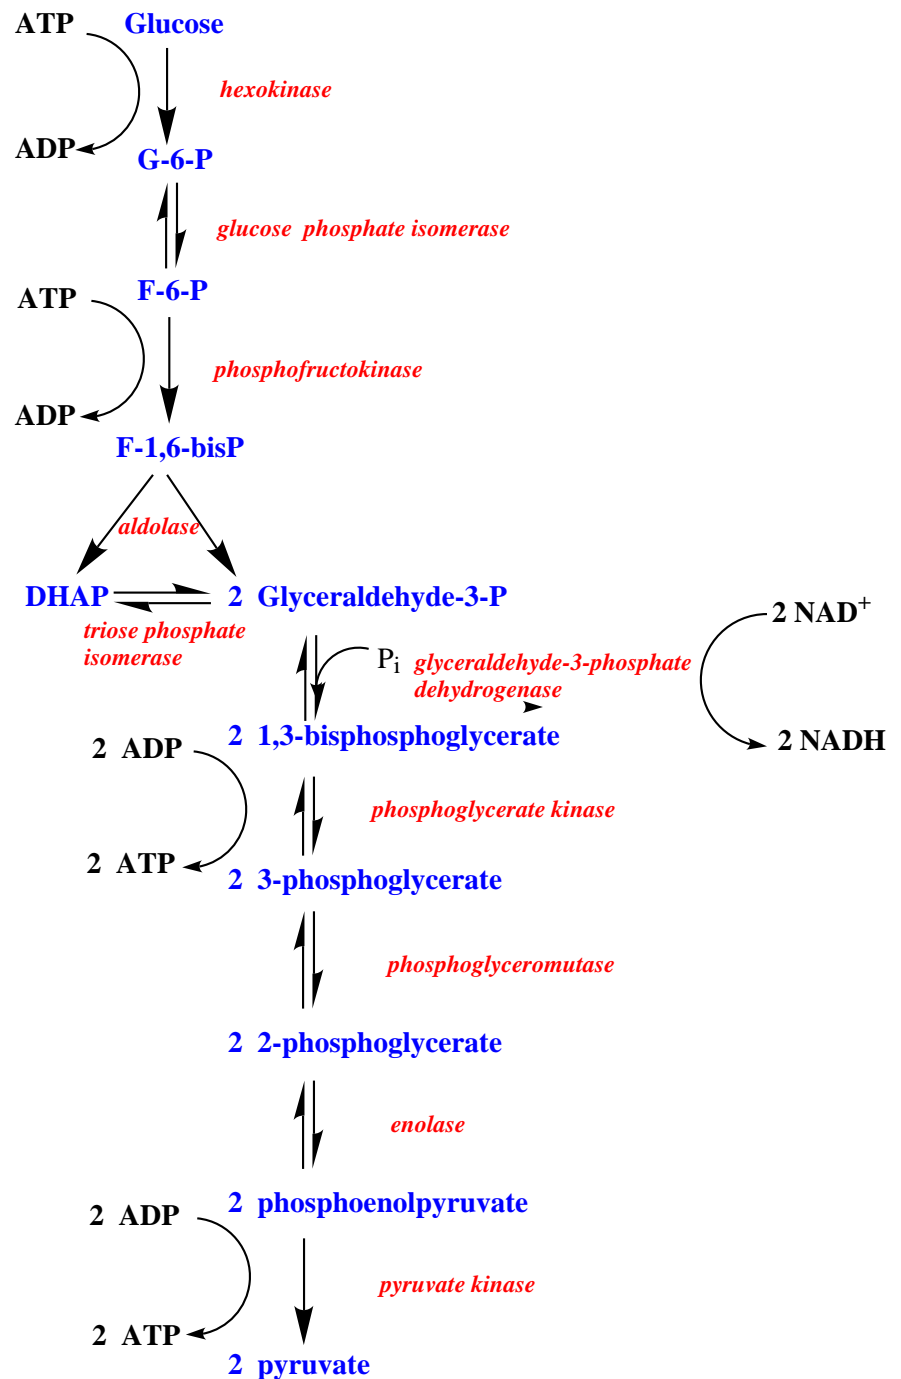 ATP Glucose
hexokinase
ADP
G-6-P
glucose phosphate isomerase
F-6-P
ATP
phosphofructokinase
ADP
F-1,6-bisP
aldolase
DHAP 2 Glyceraldehyde-3-P
2 NAD+
triose phosphate
isomerase
Pi glyceraldehyde-3-phosphate
dehydrogenase
2 1,3-bisphosphoglycerate
2 NADH
2 ADP
phosphoglycerate kinase
2 ATP
2 3-phosphoglycerate
phosphoglyceromutase
2 2-phosphoglycerate
enolase
2 phosphoenolpyruvate
2 ADP
pyruvate kinase
2 ATP
2 pyruvate